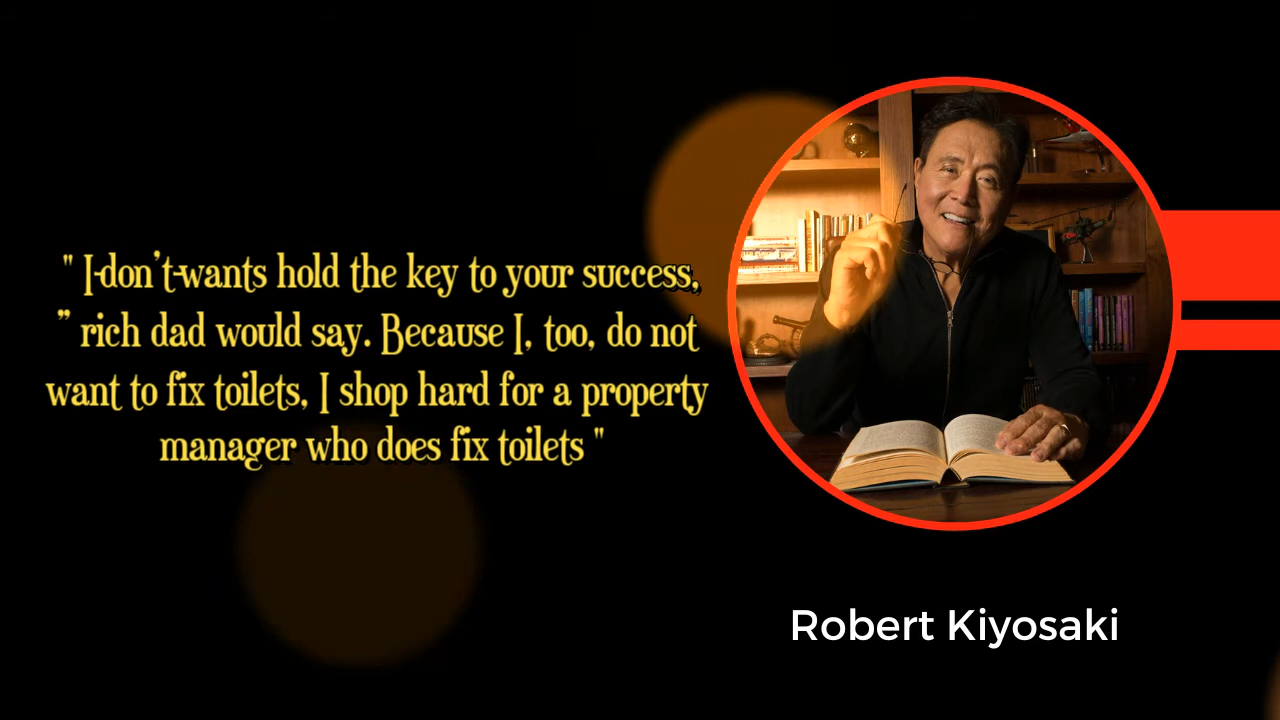 " I-don't-wants hold the key to your success,
" rich dad would say. Because I, too, do not
want to fix toilets, I shop hard for a property
manager who does fix toilets "
Robert Kiyosaki